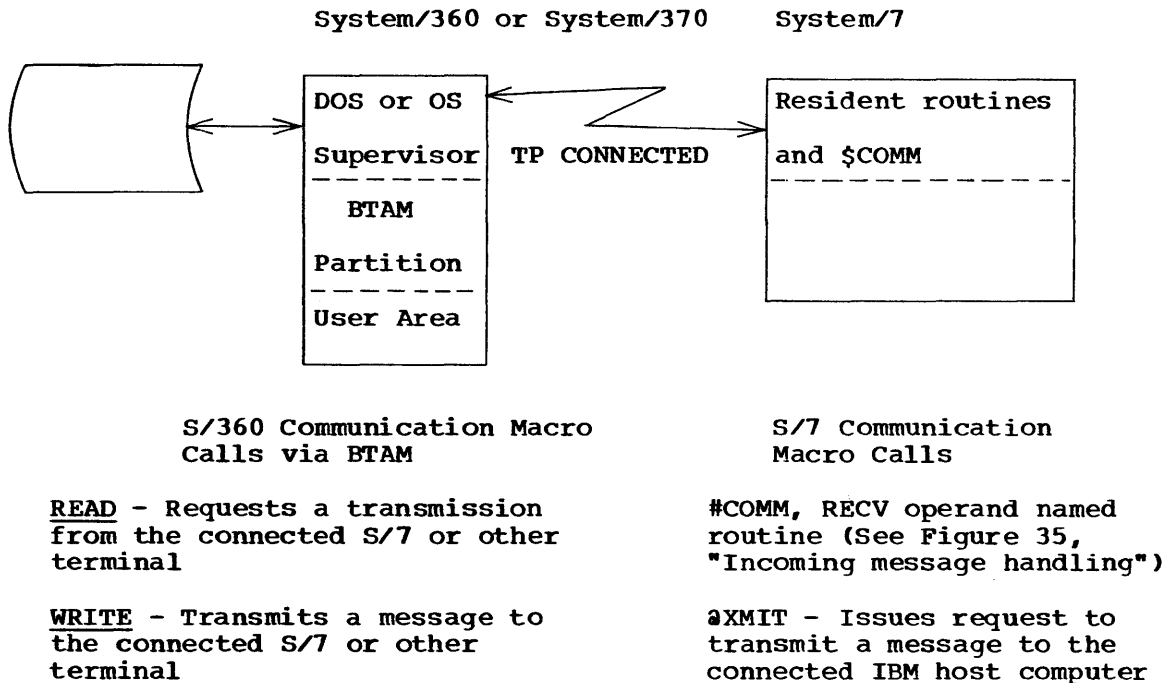 System/360 or System/370
System/7
DOS or OS
Supervisor
BTAM
Partition
User Area
TP CONNECTED
Resident routines
and $COMM
S/360 Communication Macro
Calls via BTAM
READ - Requests a transmission
from the connected S/7 or other
terminal
WRITE - Transmits a message to
the connected S/7 or other
terminal
S/7 Communication
Macro Calls
#COMM, RECV operand named
routine (See Figure 35,
"Incoming message handling")
@XMIT - Issues request to
transmit a message to the
connected IBM host computer